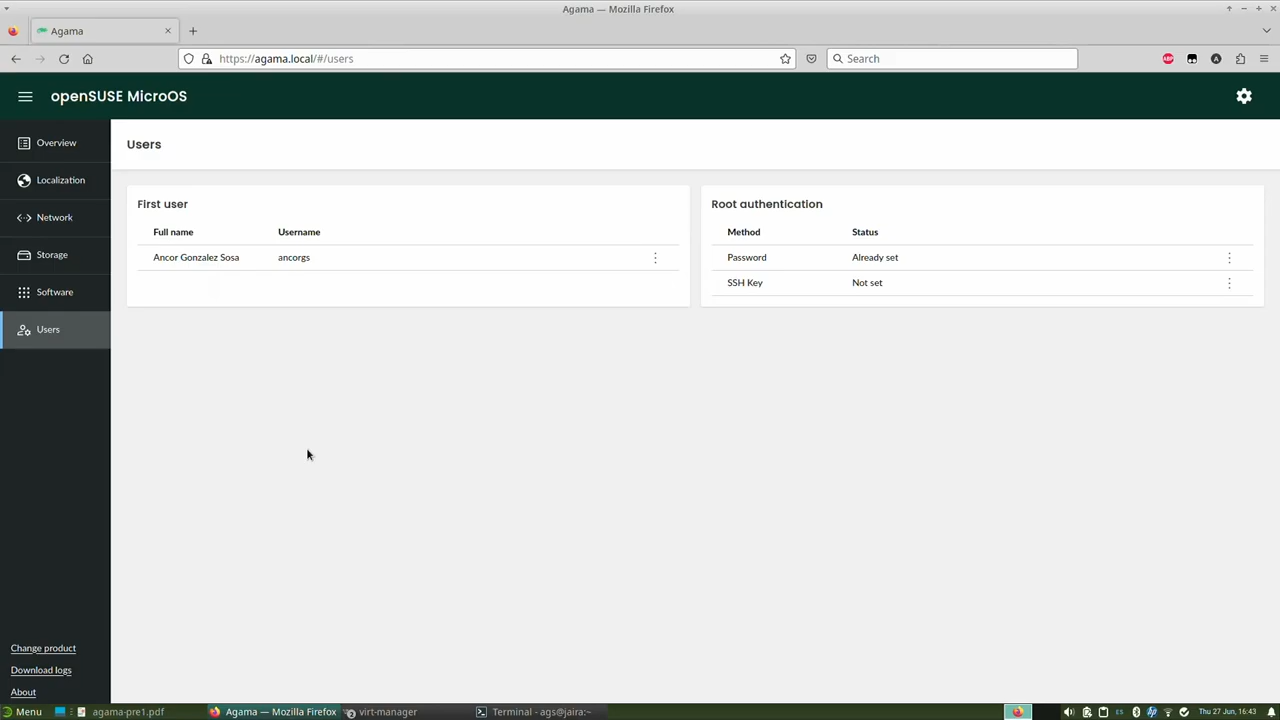 Agama — Mozilla Firefox
Agama
https://agama.local/#/users
Search
openSUSE MicroOS
Overview
Localization
Network
Storage
Software
Users
Change product
Download logs
About
Users
First user
Full name Username
Ancor Gonzalez Sosa ancorgs
Root authentication
Method Status
Password Already set
SSH Key Not set
Menu agama-pre1.pdf Agama — Mozilla Firefox virt-manager Terminal - ags@jaira:~ ES Thu 27 Jun, 16:43